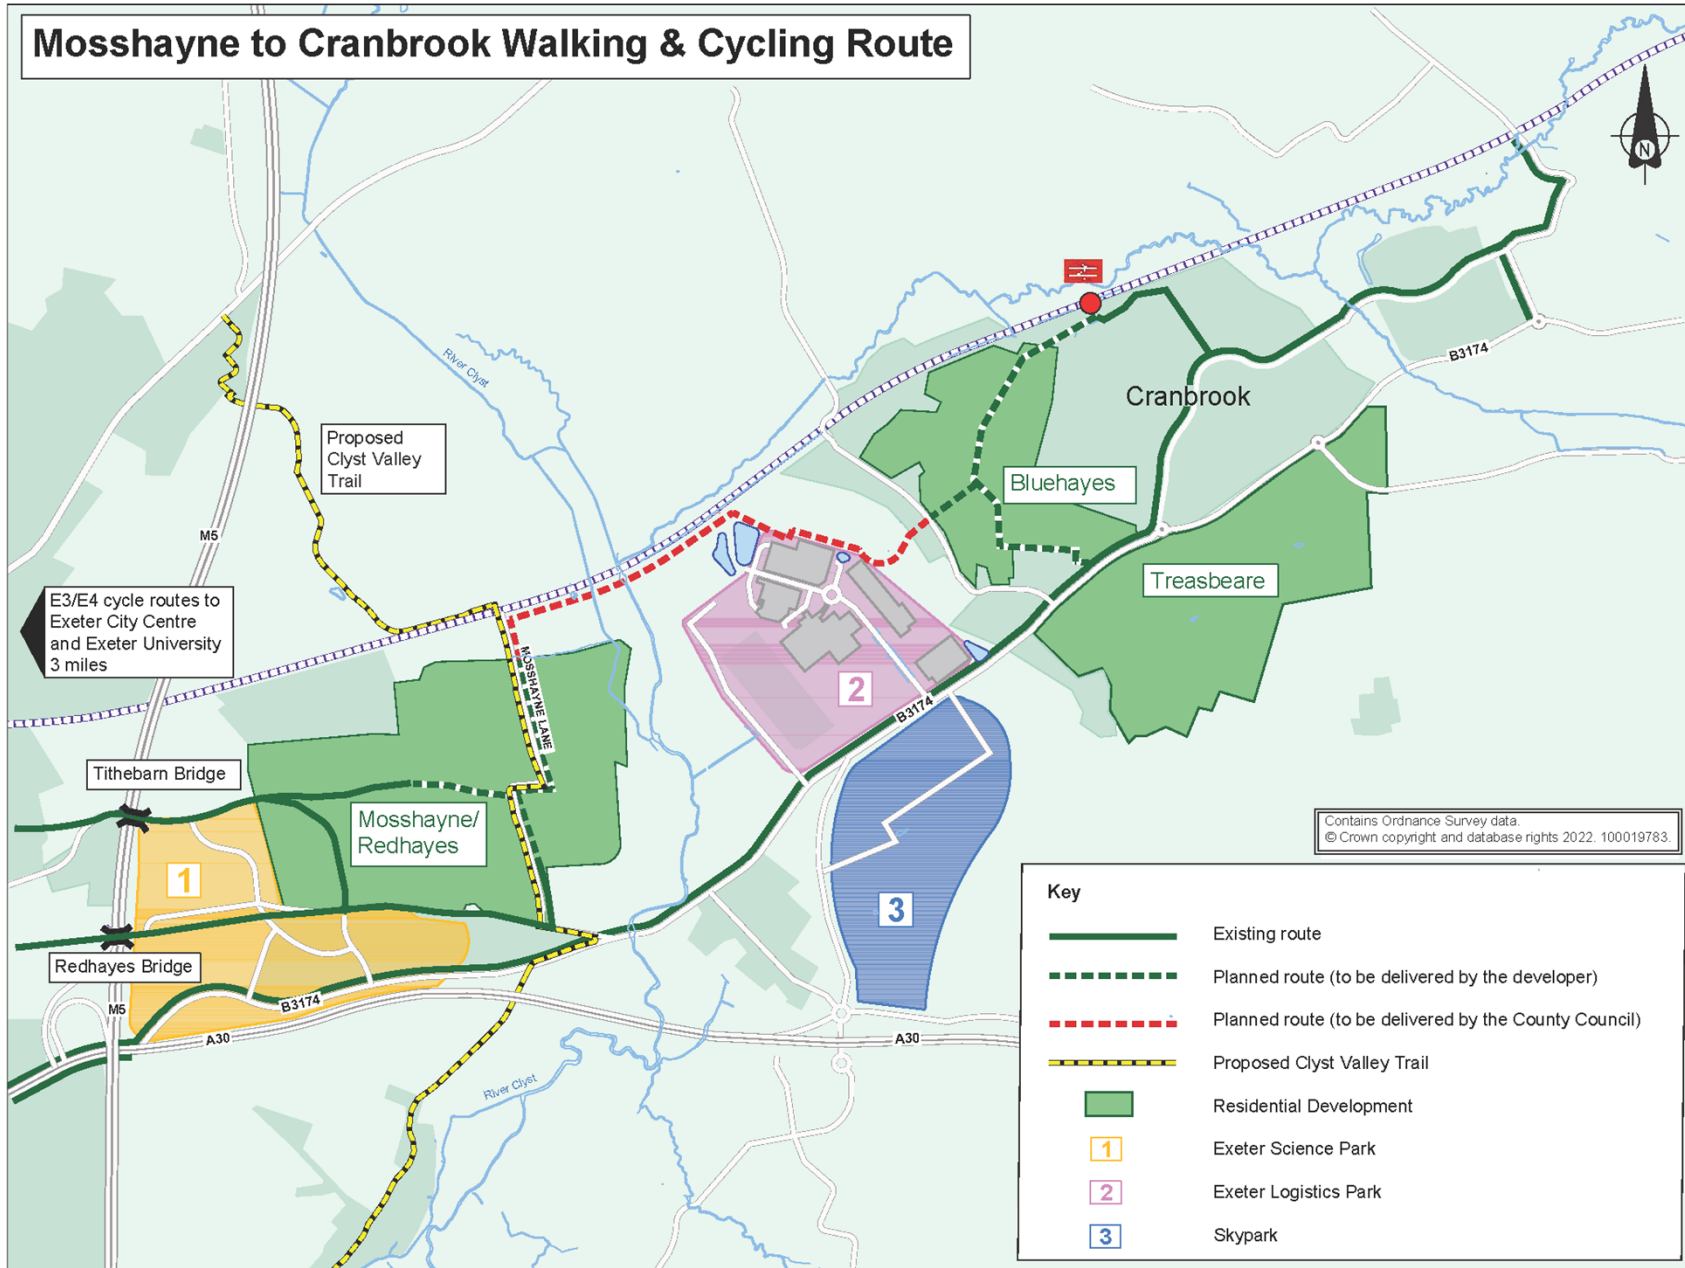 Mosshayne to Cranbrook Walking & Cycling Route
N
River Clyst
B3174
Cranbrook
Proposed
Clyst Valley
Trail
Bluehayes
M5
Treasbeare
E3/E4 cycle routes to
Exeter City Centre
and Exeter University
3 miles
MOSSHAYNE LANE
2
B3174
Tithebarn Bridge
Mosshayne/
Redhayes
1
3
Redhayes Bridge
M5
B3174
A30
A30
River Clyst
Contains Ordnance Survey data.
© Crown copyright and database rights 2022. 100019783.
Key
Existing route
Planned route (to be delivered by the developer)
Planned route (to be delivered by the County Council)
Proposed Clyst Valley Trail
Residential Development
1 Exeter Science Park
2 Exeter Logistics Park
3 Skypark